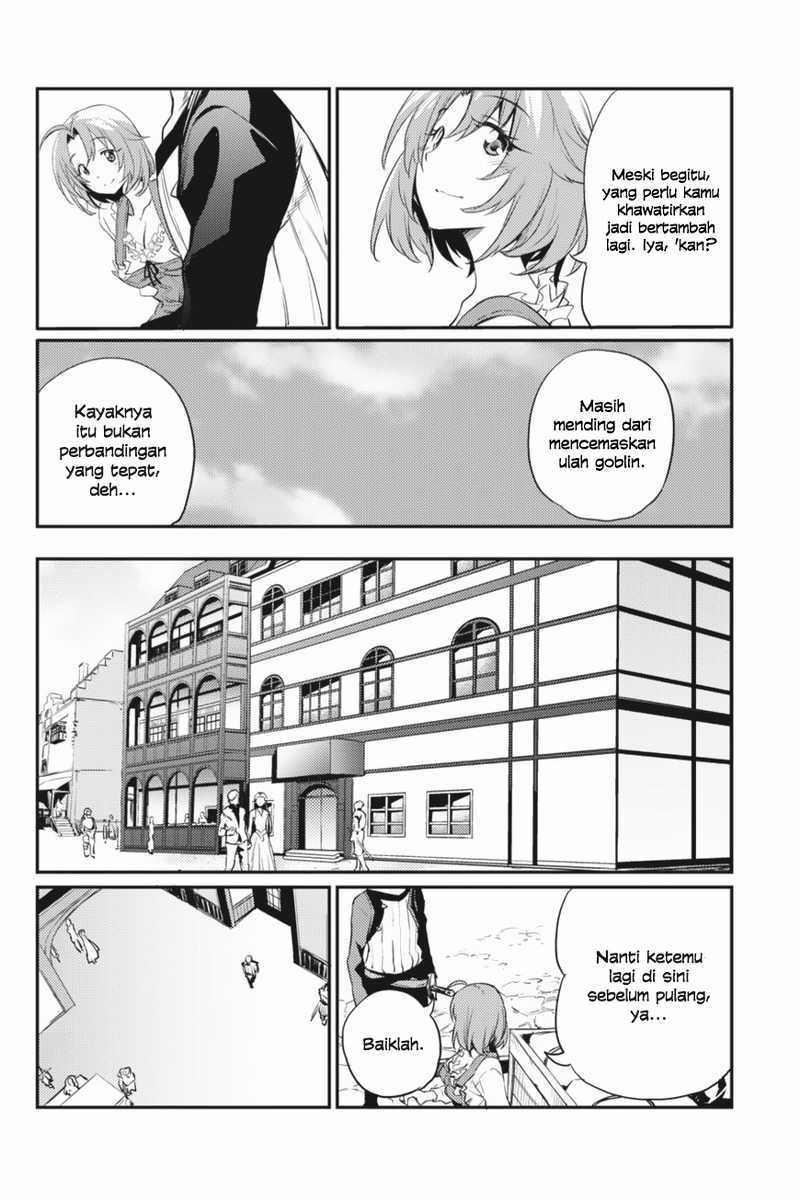 Meski begitu,
yang perlu kamu
khawatirkan
jadi bertambah
lagi. Iya, 'kan?
Masih
mending dari
mencemaskan
ulah goblin.
Kayaknya
itu bukan
perbandingan
yang tepat,
deh...
Nanti ketemu
lagi di sini
sebelum pulang,
ya...
Baiklah.